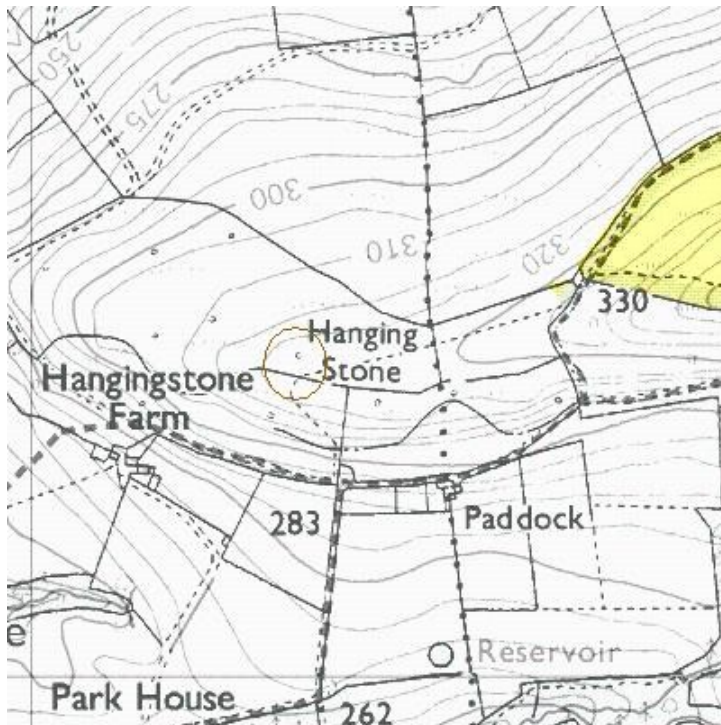 250
275
300
310
320
330
Hanging
Stone
Hangingstone
Farm
283
Paddock
e
Reservoir
Park House
262